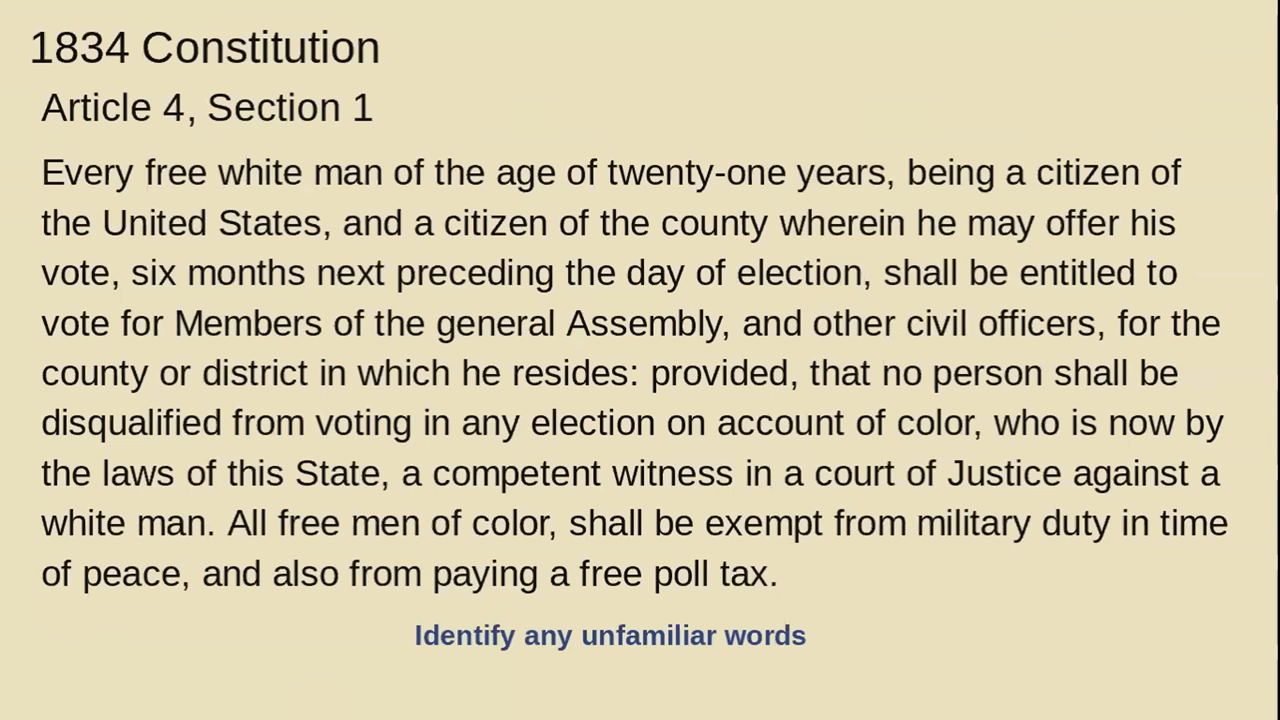 1834 Constitution
Article 4, Section 1
Every free white man of the age of twenty-one years, being a citizen of
the United States, and a citizen of the county wherein he may offer his
vote, six months next preceding the day of election, shall be entitled to
vote for Members of the general Assembly, and other civil officers, for the
county or district in which he resides: provided, that no person shall be
disqualified from voting in any election on account of color, who is now by
the laws of this State, a competent witness in a court of Justice against a
white man. All free men of color, shall be exempt from military duty in time
of peace, and also from paying a free poll tax.
Identify any unfamiliar words